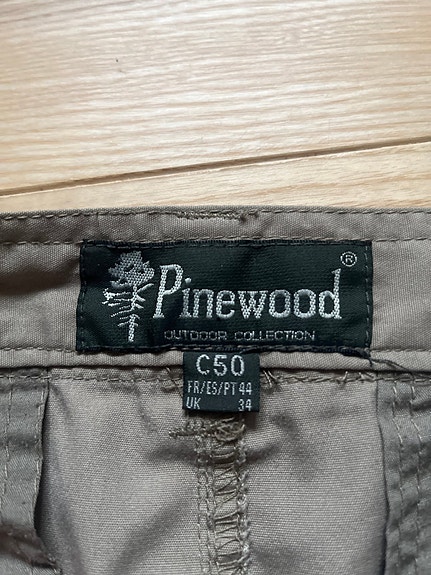 Pinewood®
OUTDOOR COLLECTION
C50
FR/ES/PT 44
UK 34